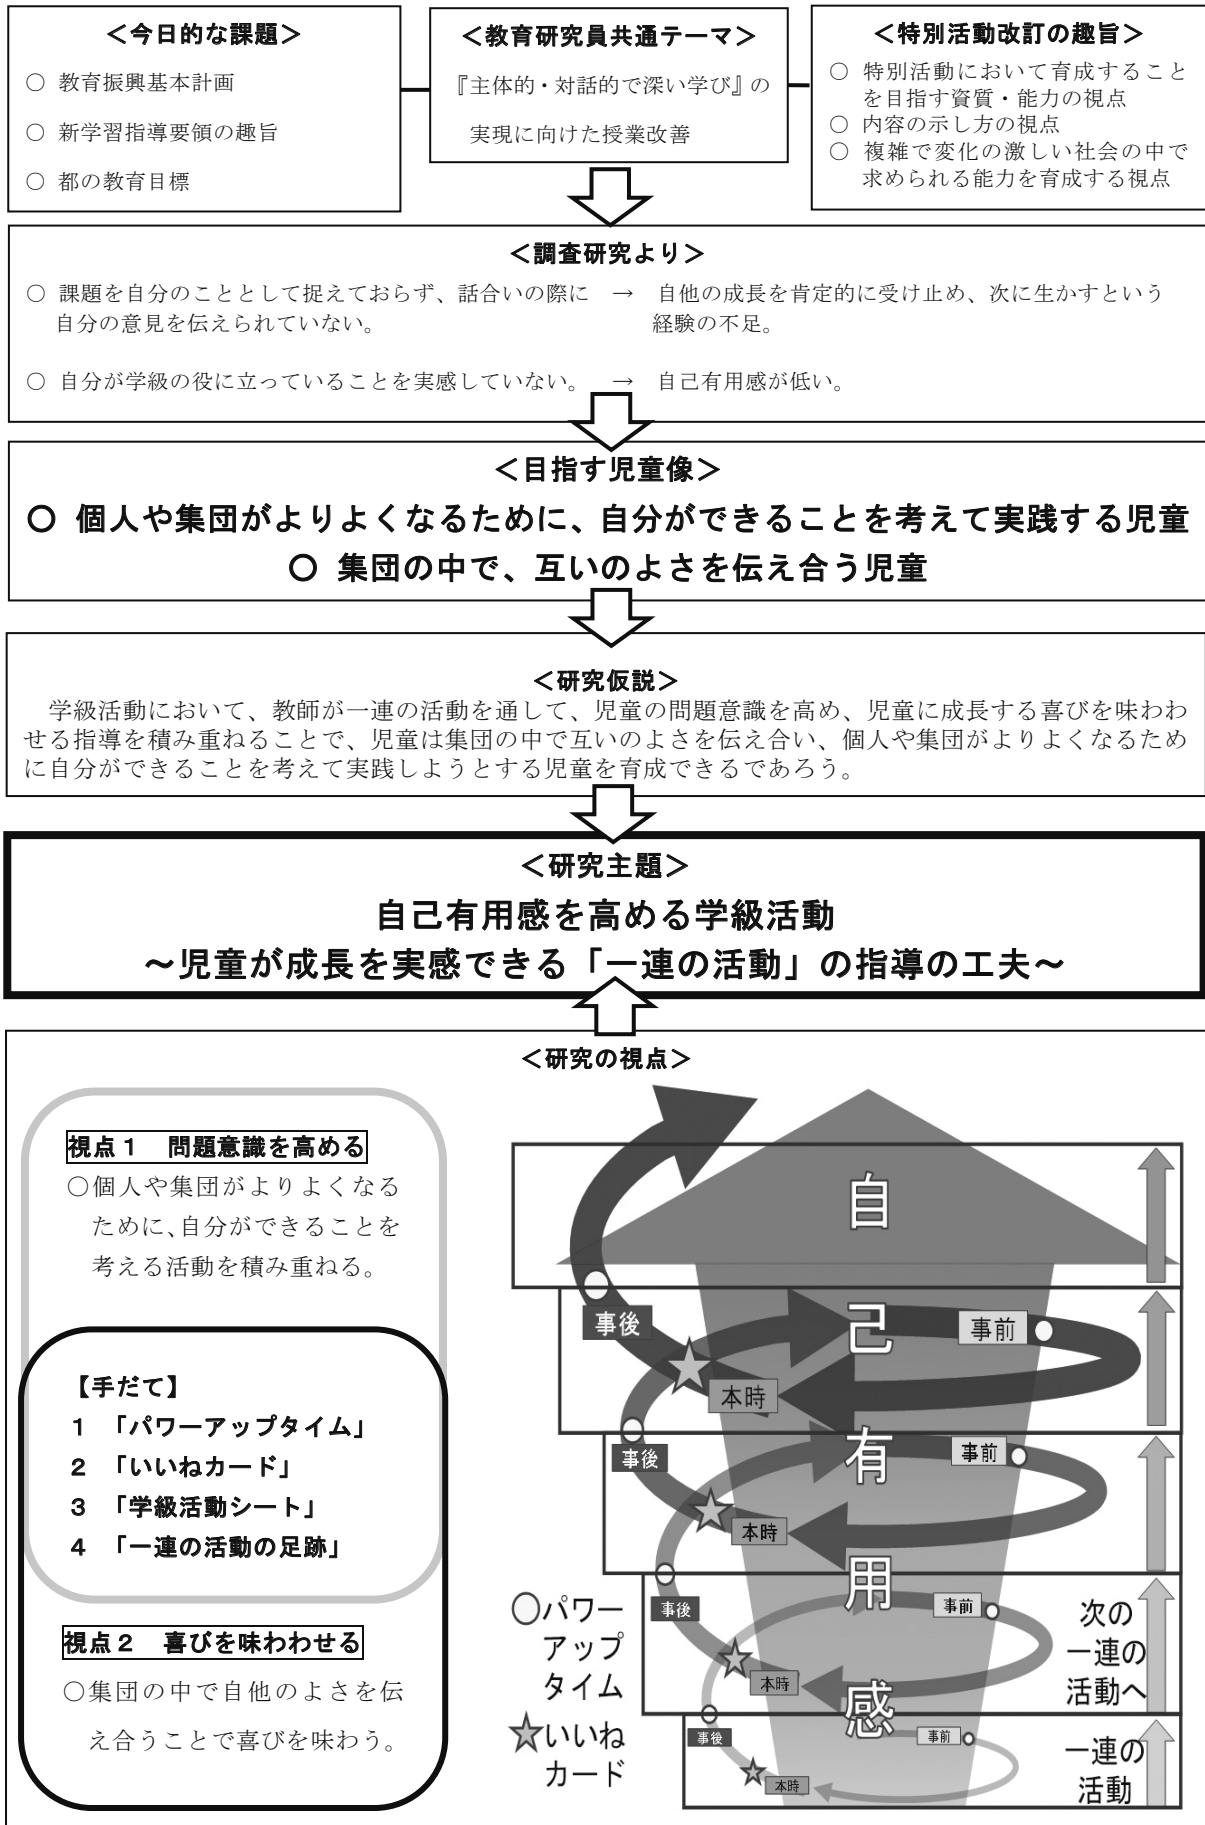 ＜今日的な課題＞
○ 教育振興基本計画
○ 新学習指導要領の趣旨
○ 都の教育目標
＜教育研究員共通テーマ＞
『主体的・対話的で深い学び』の
実現に向けた授業改善
＜特別活動改訂の趣旨＞
○ 特別活動において育成すること
を目指す資質・能力の視点
○ 内容の示し方の視点
○ 複雑で変化の激しい社会の中で
求められる能力を育成する視点
＜調査研究より＞
○ 課題を自分のこととして捉えておらず、話合いの際に → 自他の成長を肯定的に受け止め、次に生かすという
自分の意見を伝えられていない。 経験の不足。
○ 自分が学級の役に立っていることを実感していない。 → 自己有用感が低い。
＜目指す児童像＞
○ 個人や集団がよりよくなるために、自分ができることを考えて実践する児童
○ 集団の中で、互いのよさを伝え合う児童
＜研究仮説＞
学級活動において、教師が一連の活動を通して、児童の問題意識を高め、児童に成長する喜びを味わわ
せる指導を積み重ねることで、児童は集団の中で互いのよさを伝え合い、個人や集団がよりよくなるため
に自分ができることを考えて実践しようとする児童を育成できるであろう。
＜研究主題＞
自己有用感を高める学級活動
～児童が成長を実感できる「一連の活動」の指導の工夫～
＜研究の視点＞
視点１ 問題意識を高める
○個人や集団がよりよくなる
ために、自分ができることを
考える活動を積み重ねる。
【手だて】
１ 「パワーアップタイム」
２ 「いいねカード」
３ 「学級活動シート」
４ 「一連の活動の足跡」
視点２ 喜びを味わわせる
○集団の中で自他のよさを伝
え合うことで喜びを味わう。
自
己
有
用
感
事後
事前
本時
事後
事前
本時
事後
事前
本時
事後
事前
本時
○パワー
アップ
タイム
☆いいね
カード
次の
一連の
活動へ
一連の
活動